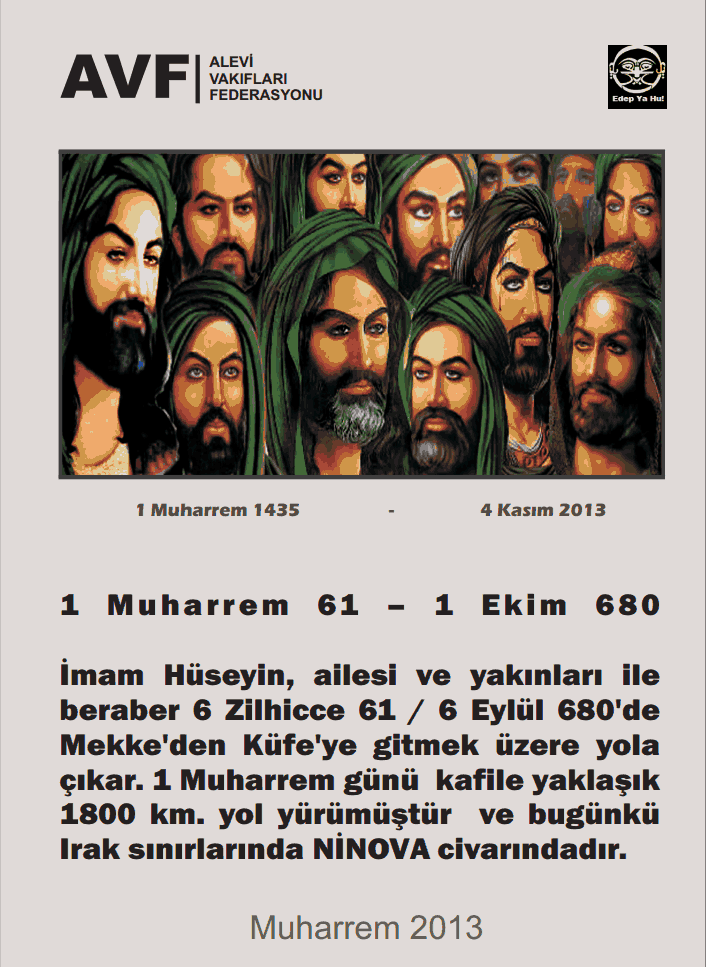 AVF
ALEVİ
VAKIFLARI
FEDERASYONU
Edep Ya Hu!
1 Muharrem 1435 - 4 Kasım 2013
1 Muharrem 61 – 1 Ekim 680
İmam Hüseyin, ailesi ve yakınları ile
beraber 6 Zilhicce 61 / 6 Eylül 680'de
Mekke'den Küfe'ye gitmek üzere yola
çıkar. 1 Muharrem günü kafile yaklaşık
1800 km. yol yürümüştür ve bugünkü
Irak sınırlarında NİNOVA civarındadır.
Muharrem 2013